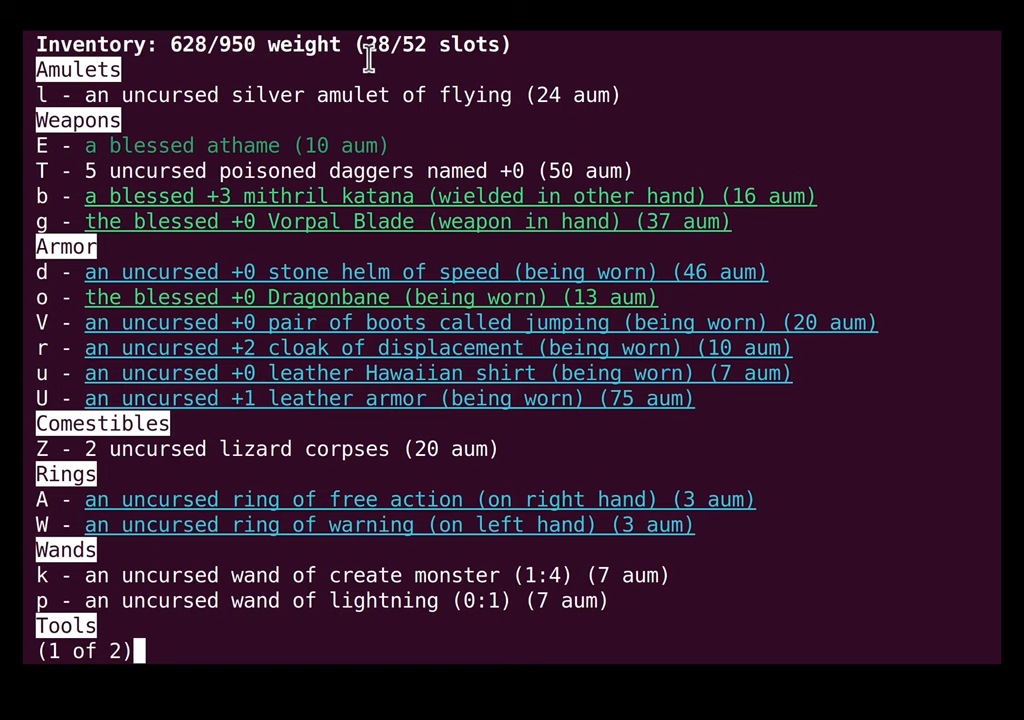 Inventory: 628/950 weight (28/52 slots)
Amulets
l - an uncursed silver amulet of flying (24 aum)
Weapons
E - a blessed athame (10 aum)
T - 5 uncursed poisoned daggers named +0 (50 aum)
b - a blessed +3 mithril katana (wielded in other hand) (16 aum)
g - the blessed +0 Vorpal Blade (weapon in hand) (37 aum)
Armor
d - an uncursed +0 stone helm of speed (being worn) (46 aum)
o - the blessed +0 Dragonbane (being worn) (13 aum)
V - an uncursed +0 pair of boots called jumping (being worn) (20 aum)
r - an uncursed +2 cloak of displacement (being worn) (10 aum)
u - an uncursed +0 leather Hawaiian shirt (being worn) (7 aum)
U - an uncursed +1 leather armor (being worn) (75 aum)
Comestibles
Z - 2 uncursed lizard corpses (20 aum)
Rings
A - an uncursed ring of free action (on right hand) (3 aum)
W - an uncursed ring of warning (on left hand) (3 aum)
Wands
k - an uncursed wand of create monster (1:4) (7 aum)
p - an uncursed wand of lightning (0:1) (7 aum)
Tools
(1 of 2)